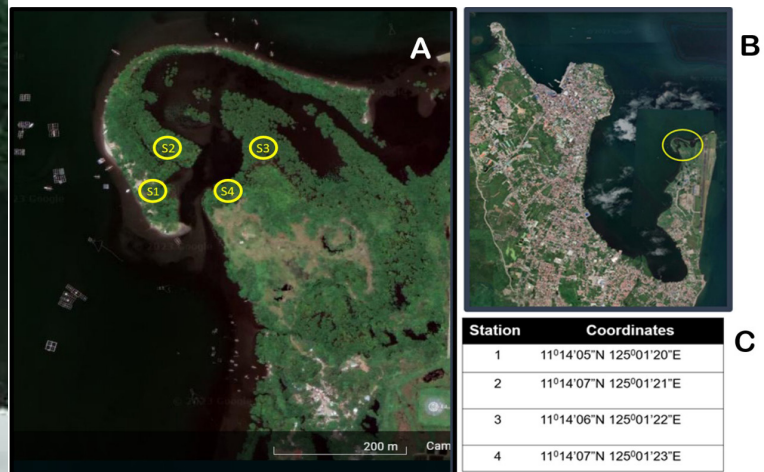 A
S2
S3
S1
S4
200 m
Cam
B
Station Coordinates
1 11⁰14'05"N 125⁰01'20"E
2 11⁰14'07"N 125⁰01'21"E
3 11⁰14'06"N 125⁰01'22"E
4 11⁰14'07"N 125⁰01'23"E
C